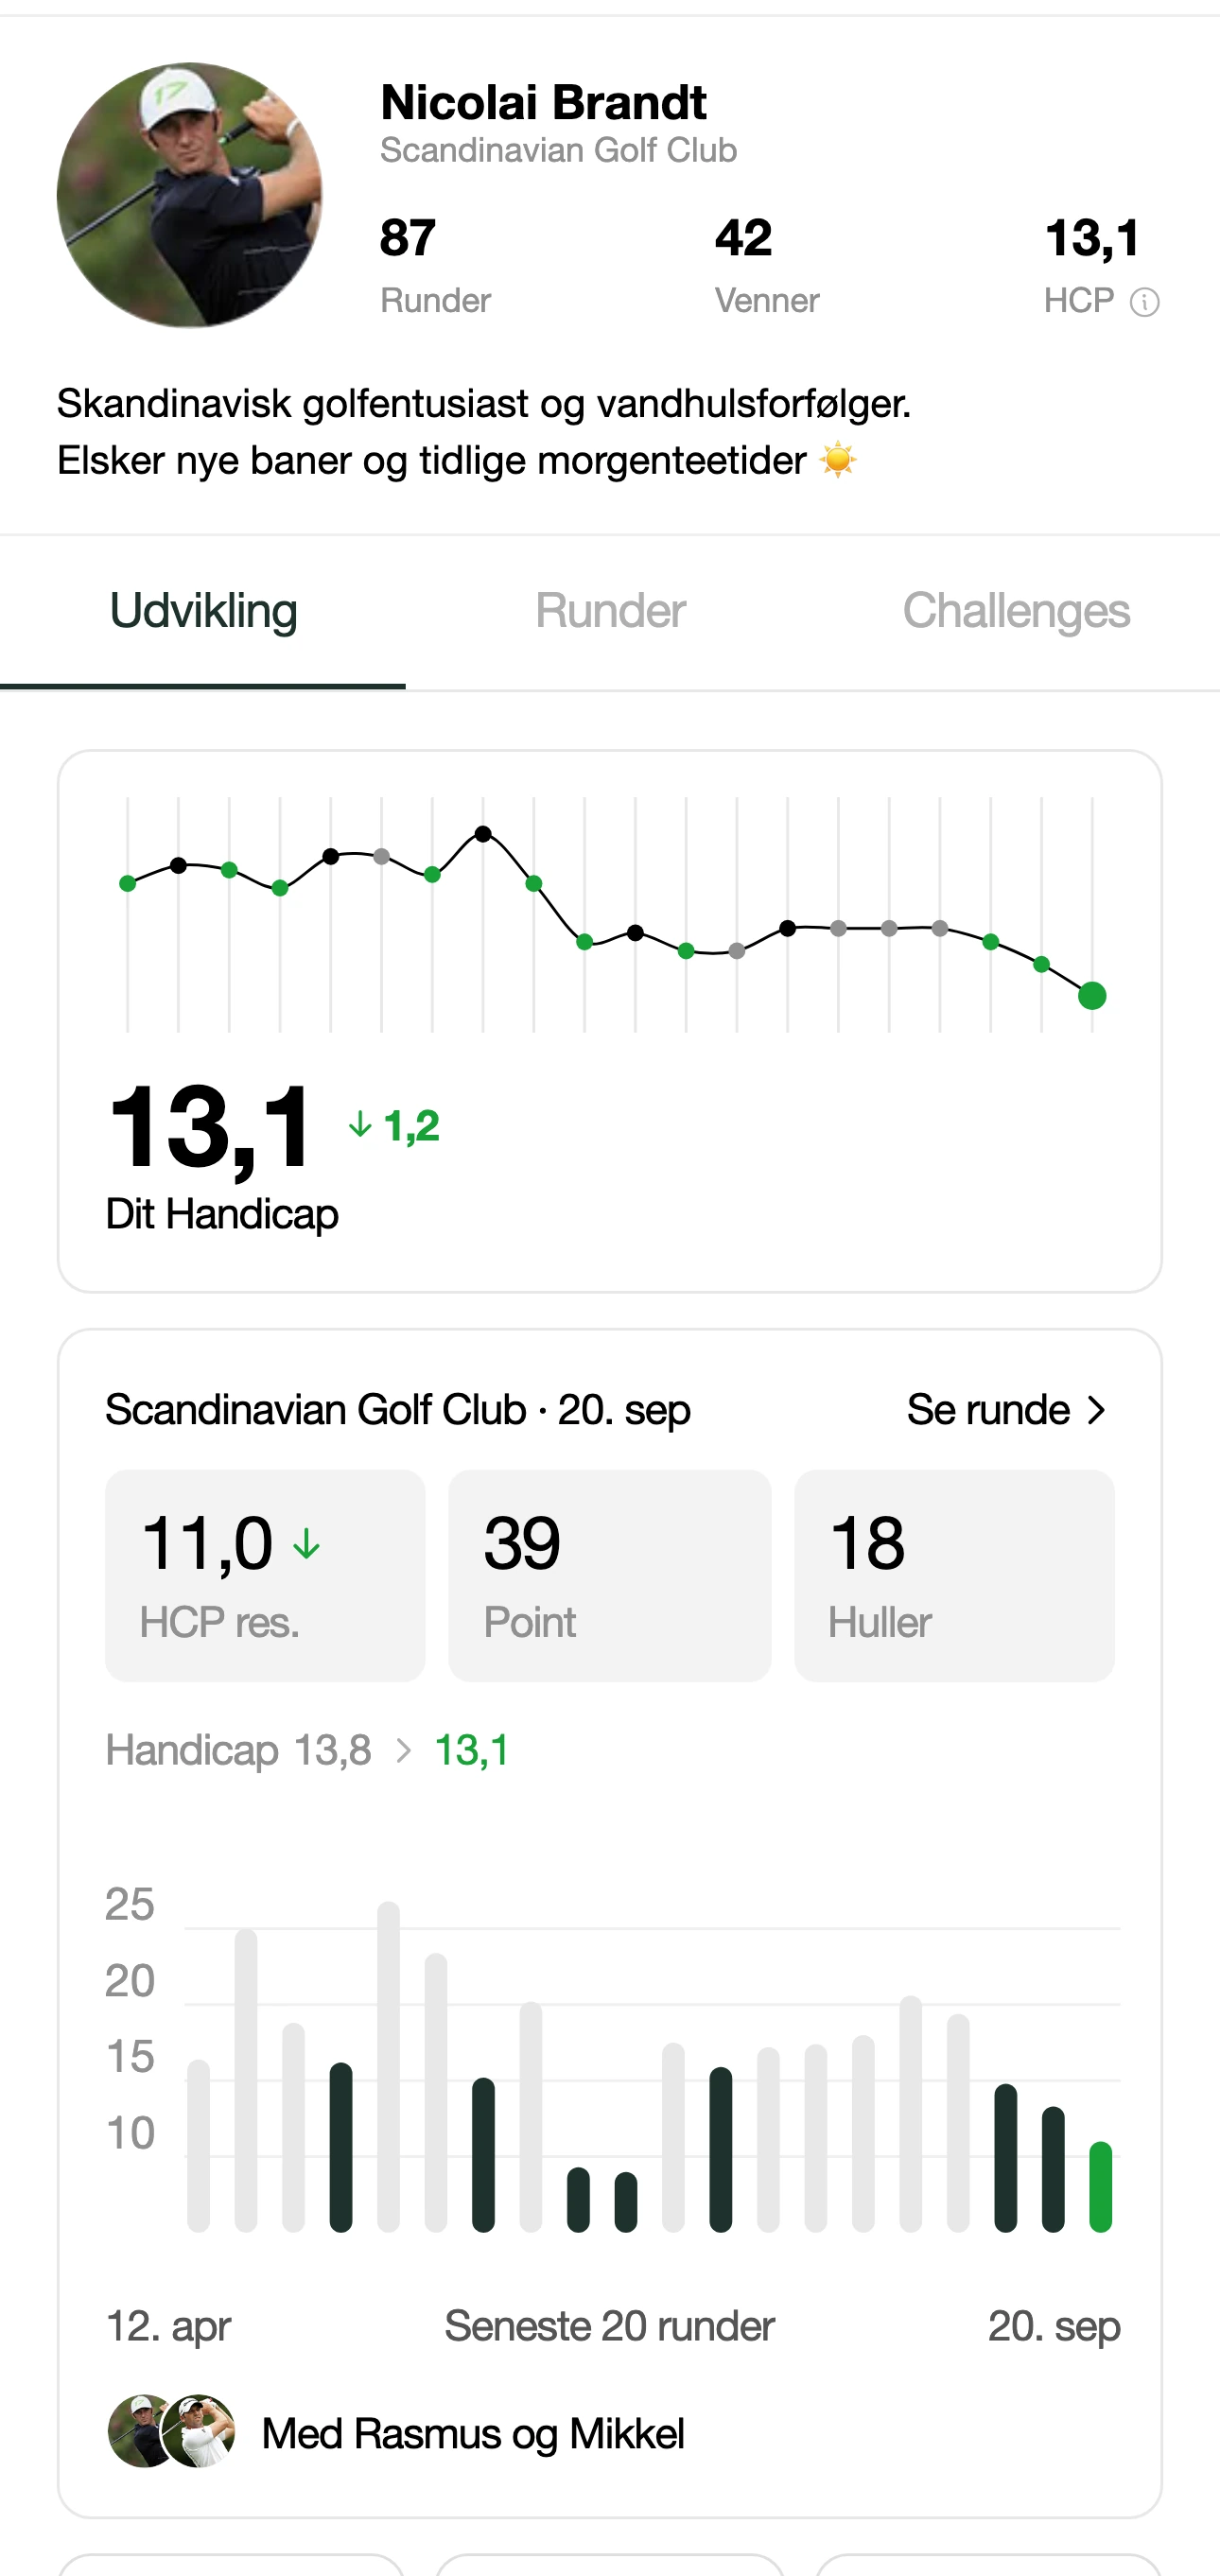 Nicolai Brandt
Scandinavian Golf Club
87 42 13,1
Runder Venner HCP
Skandinavisk golfentusiast og vandhulsforfølger.
Elsker nye baner og tidlige morgenteetider ☀️
Udvikling Runder Challenges
13,1 ↓ 1,2
Dit Handicap
Scandinavian Golf Club · 20. sep Se runde >
11,0 ↓ 39 18
HCP res. Point Huller
Handicap 13,8 > 13,1
25
20
15
10
12. apr Seneste 20 runder 20. sep
Med Rasmus og Mikkel